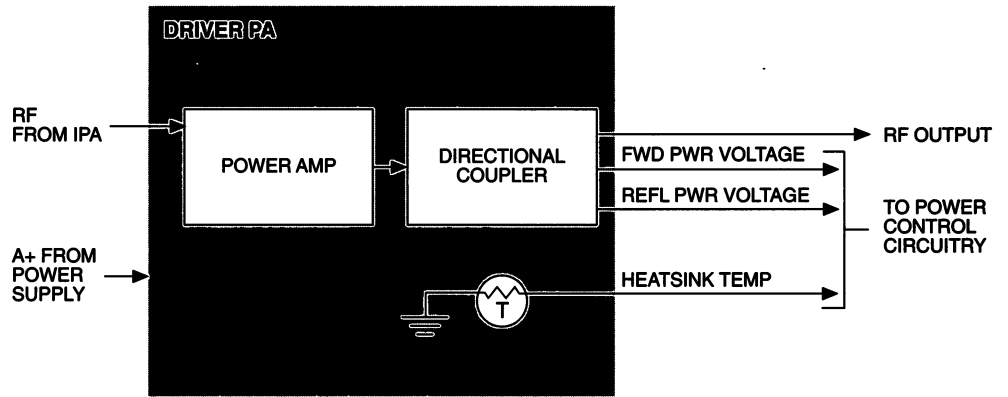 DRIVER PA
RF
FROM IPA
POWER AMP
DIRECTIONAL
COUPLER
RF OUTPUT
FWD PWR VOLTAGE
REFL PWR VOLTAGE
TO POWER
CONTROL
CIRCUITRY
A+ FROM
POWER
SUPPLY
HEATSINK TEMP
T